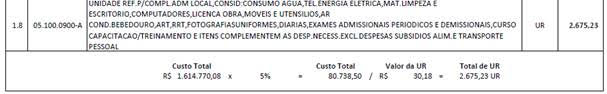 UNIDADE REF.P/COMPL.ADM LOCAL,CONSID:CONSUMO AGUA,TEL.ENERGIA ELETRICA,MAT.LIMPEZA E
ESCRITORIO,COMPUTADORES,LICENCA OBRA,MOVEIS E UTENSILIOS,AR
1.8 05.100.0900-A COND.BEBEDOURO,ART,RRT,FOTOGRAFIASUNIFORMES,DIARIAS,EXAMES ADMISSIONAIS PERIODICOS E DEMISSIONAIS,CURSO UR 2.675,23
CAPACITACAO/TREINAMENTO E ITENS COMPLEMENTAM AS DESP.NECESS.EXCL.DESPESAS SUBSIDIOS ALIM.E TRANSPORTE
PESSOAL
Custo Total Custo Total Valor da UR Total de UR
R$ 1.614.770,08 x 5% = R$ 80.738,50 / R$ 30,18 = 2.675,23 UR